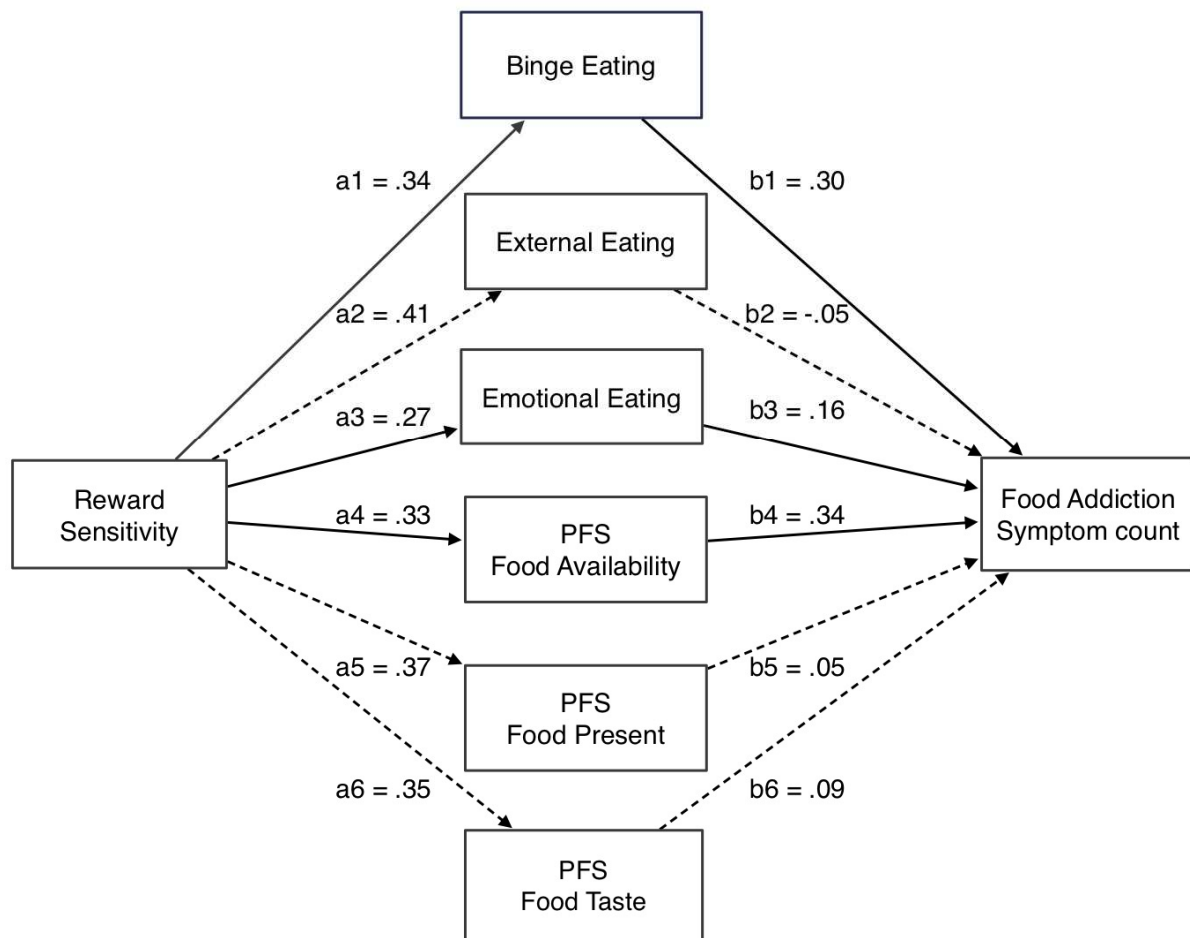 Binge Eating
a1 = .34
b1 = .30
External Eating
a2 = .41
b2 = -.05
Emotional Eating
a3 = .27
b3 = .16
Reward
Sensitivity
a4 = .33
PFS
Food Availability
b4 = .34
Food Addiction
Symptom count
a5 = .37
PFS
Food Present
b5 = .05
a6 = .35
b6 = .09
PFS
Food Taste